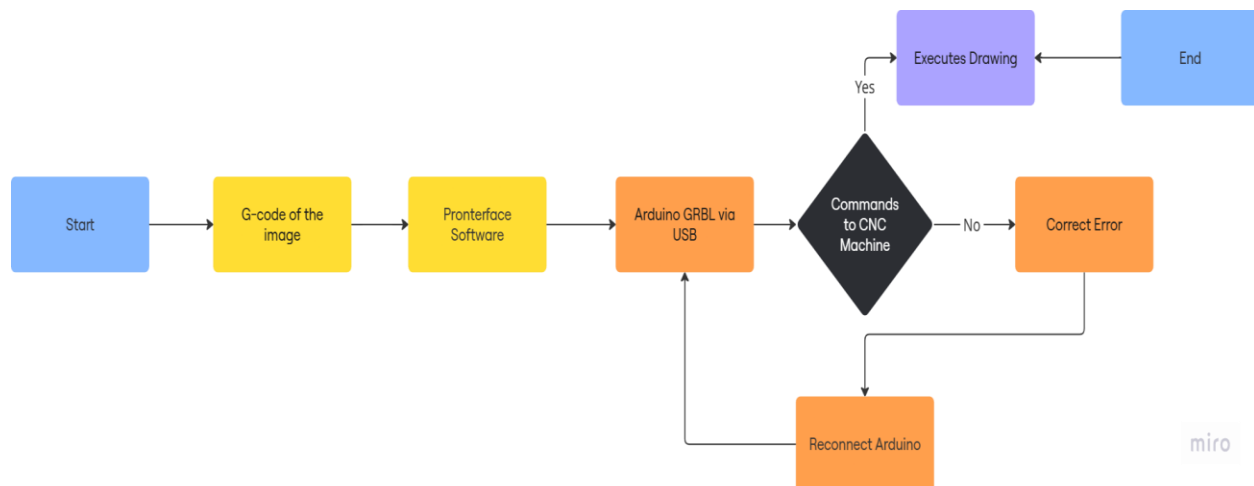 Executes Drawing
End
Yes
Start
G-code of the
image
Pronterface
Software
Arduino GRBL via
USB
Commands
to CNC
Machine
No
Correct Error
Reconnect Arduino
miro